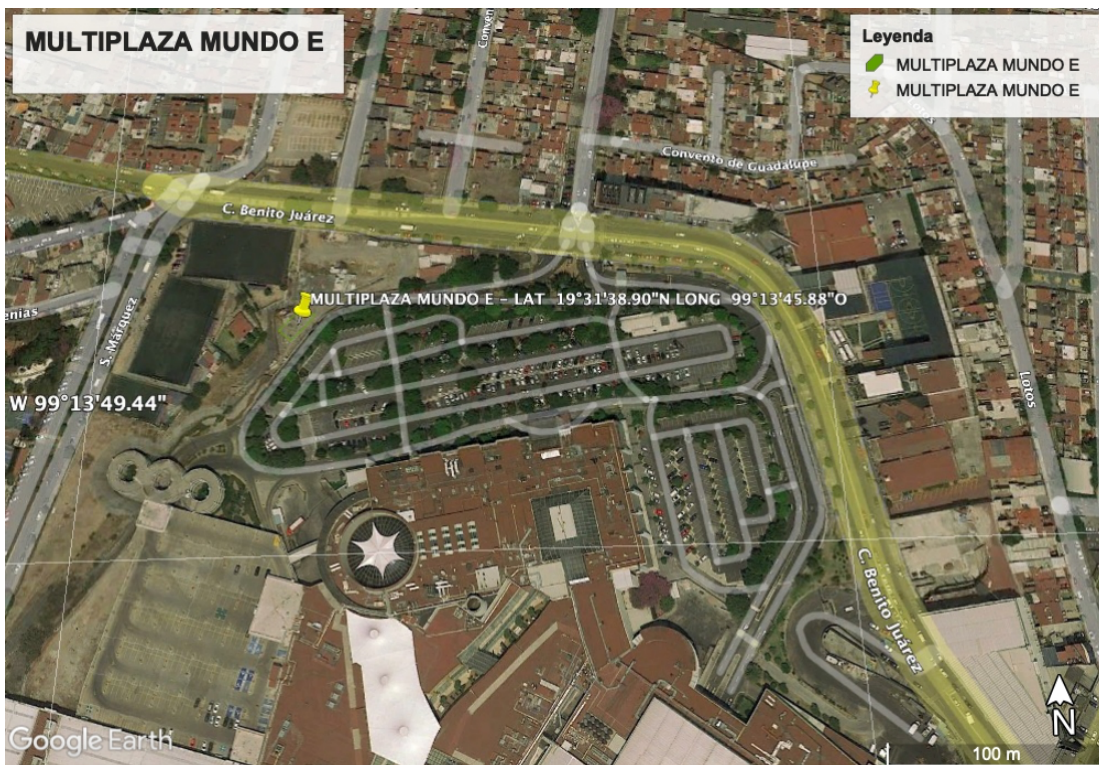 MULTIPLAZA MUNDO E
Leyenda
MULTIPLAZA MUNDO E
MULTIPLAZA MUNDO E
Convento de Guadalupe
C. Benito Juárez
MULTIPLAZA MUNDO E - LAT 19°31'38.90"N LONG 99°13'45.88"O
S. Márquez
W 99°13'49.44"
Lotos
C. Benito Juárez
Google Earth
N
100 m